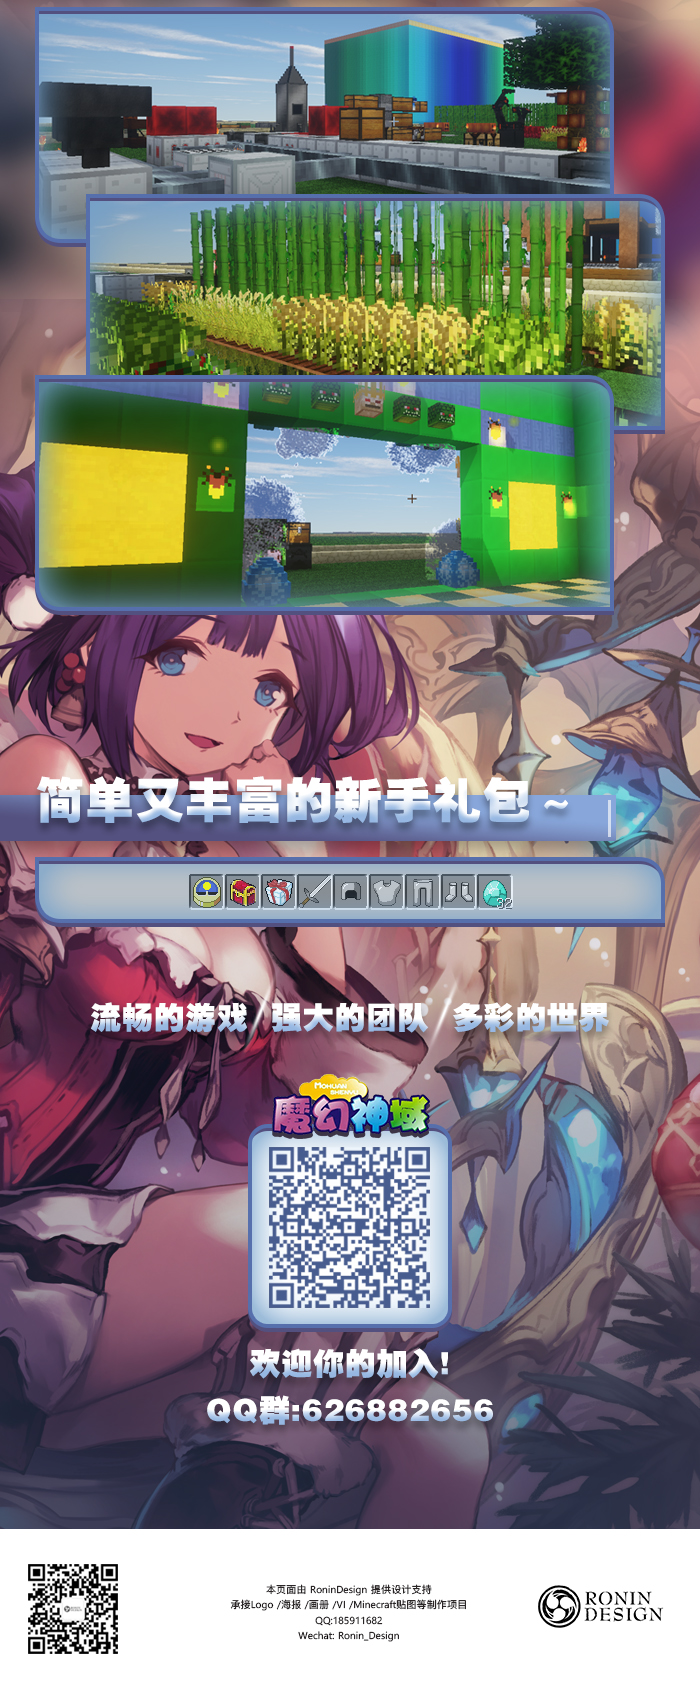 简单又丰富的新手礼包~
32
流畅的游戏/强大的团队/多彩的世界
MOHUAN
SHENYU
魔幻神域
欢迎你的加入!
QQ群:626882656
本页面由 RoninDesign 提供设计支持
承接Logo /海报 /画册 /VI /Minecraft贴图等制作项目
QQ:185911682
Wechat: Ronin_Design
RONIN
DESIGN